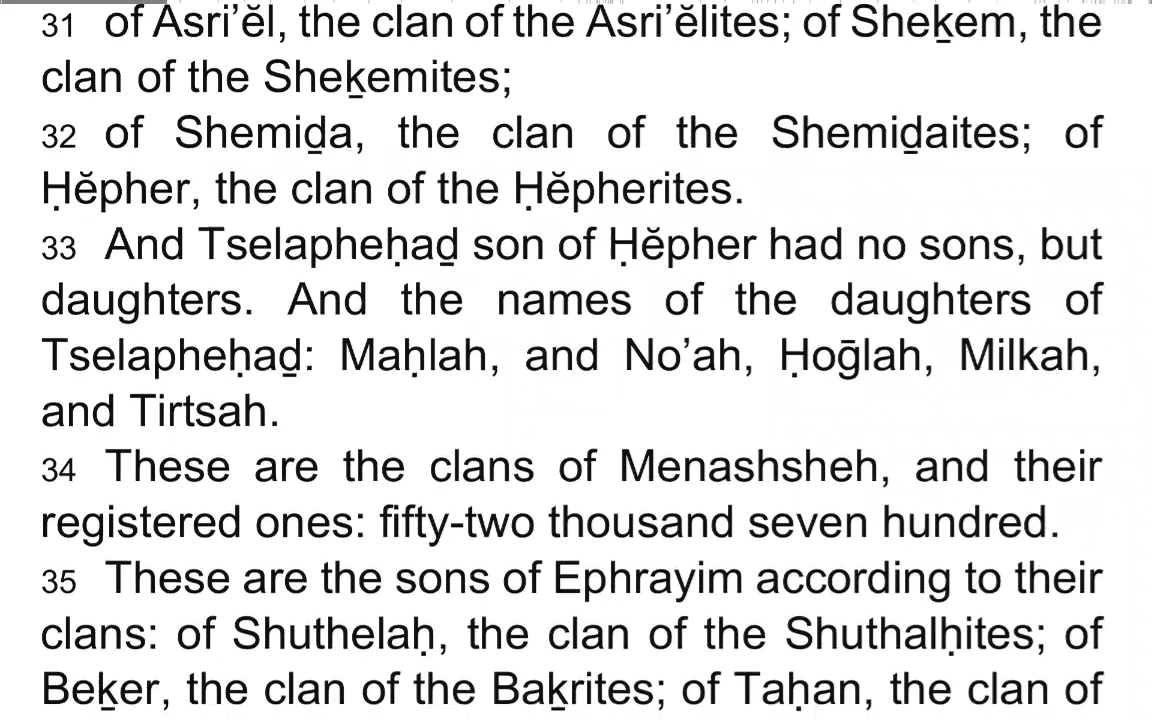 31 of Asri’ĕl, the clan of the Asri’ĕlites; of Sheḵem, the
clan of the Sheḵemites;
32 of Shemiḏa, the clan of the Shemiḏaites; of
Ḥĕpher, the clan of the Ḥĕpherites.
33 And Tselapheḥaḏ son of Ḥĕpher had no sons, but
daughters. And the names of the daughters of
Tselapheḥaḏ: Maḥlah, and No’ah, Ḥoḡlah, Milkah,
and Tirtsah.
34 These are the clans of Menashsheh, and their
registered ones: fifty-two thousand seven hundred.
35 These are the sons of Ephrayim according to their
clans: of Shuthelaḥ, the clan of the Shuthalḥites; of
Beḵer, the clan of the Baḵrites; of Taḥan, the clan of